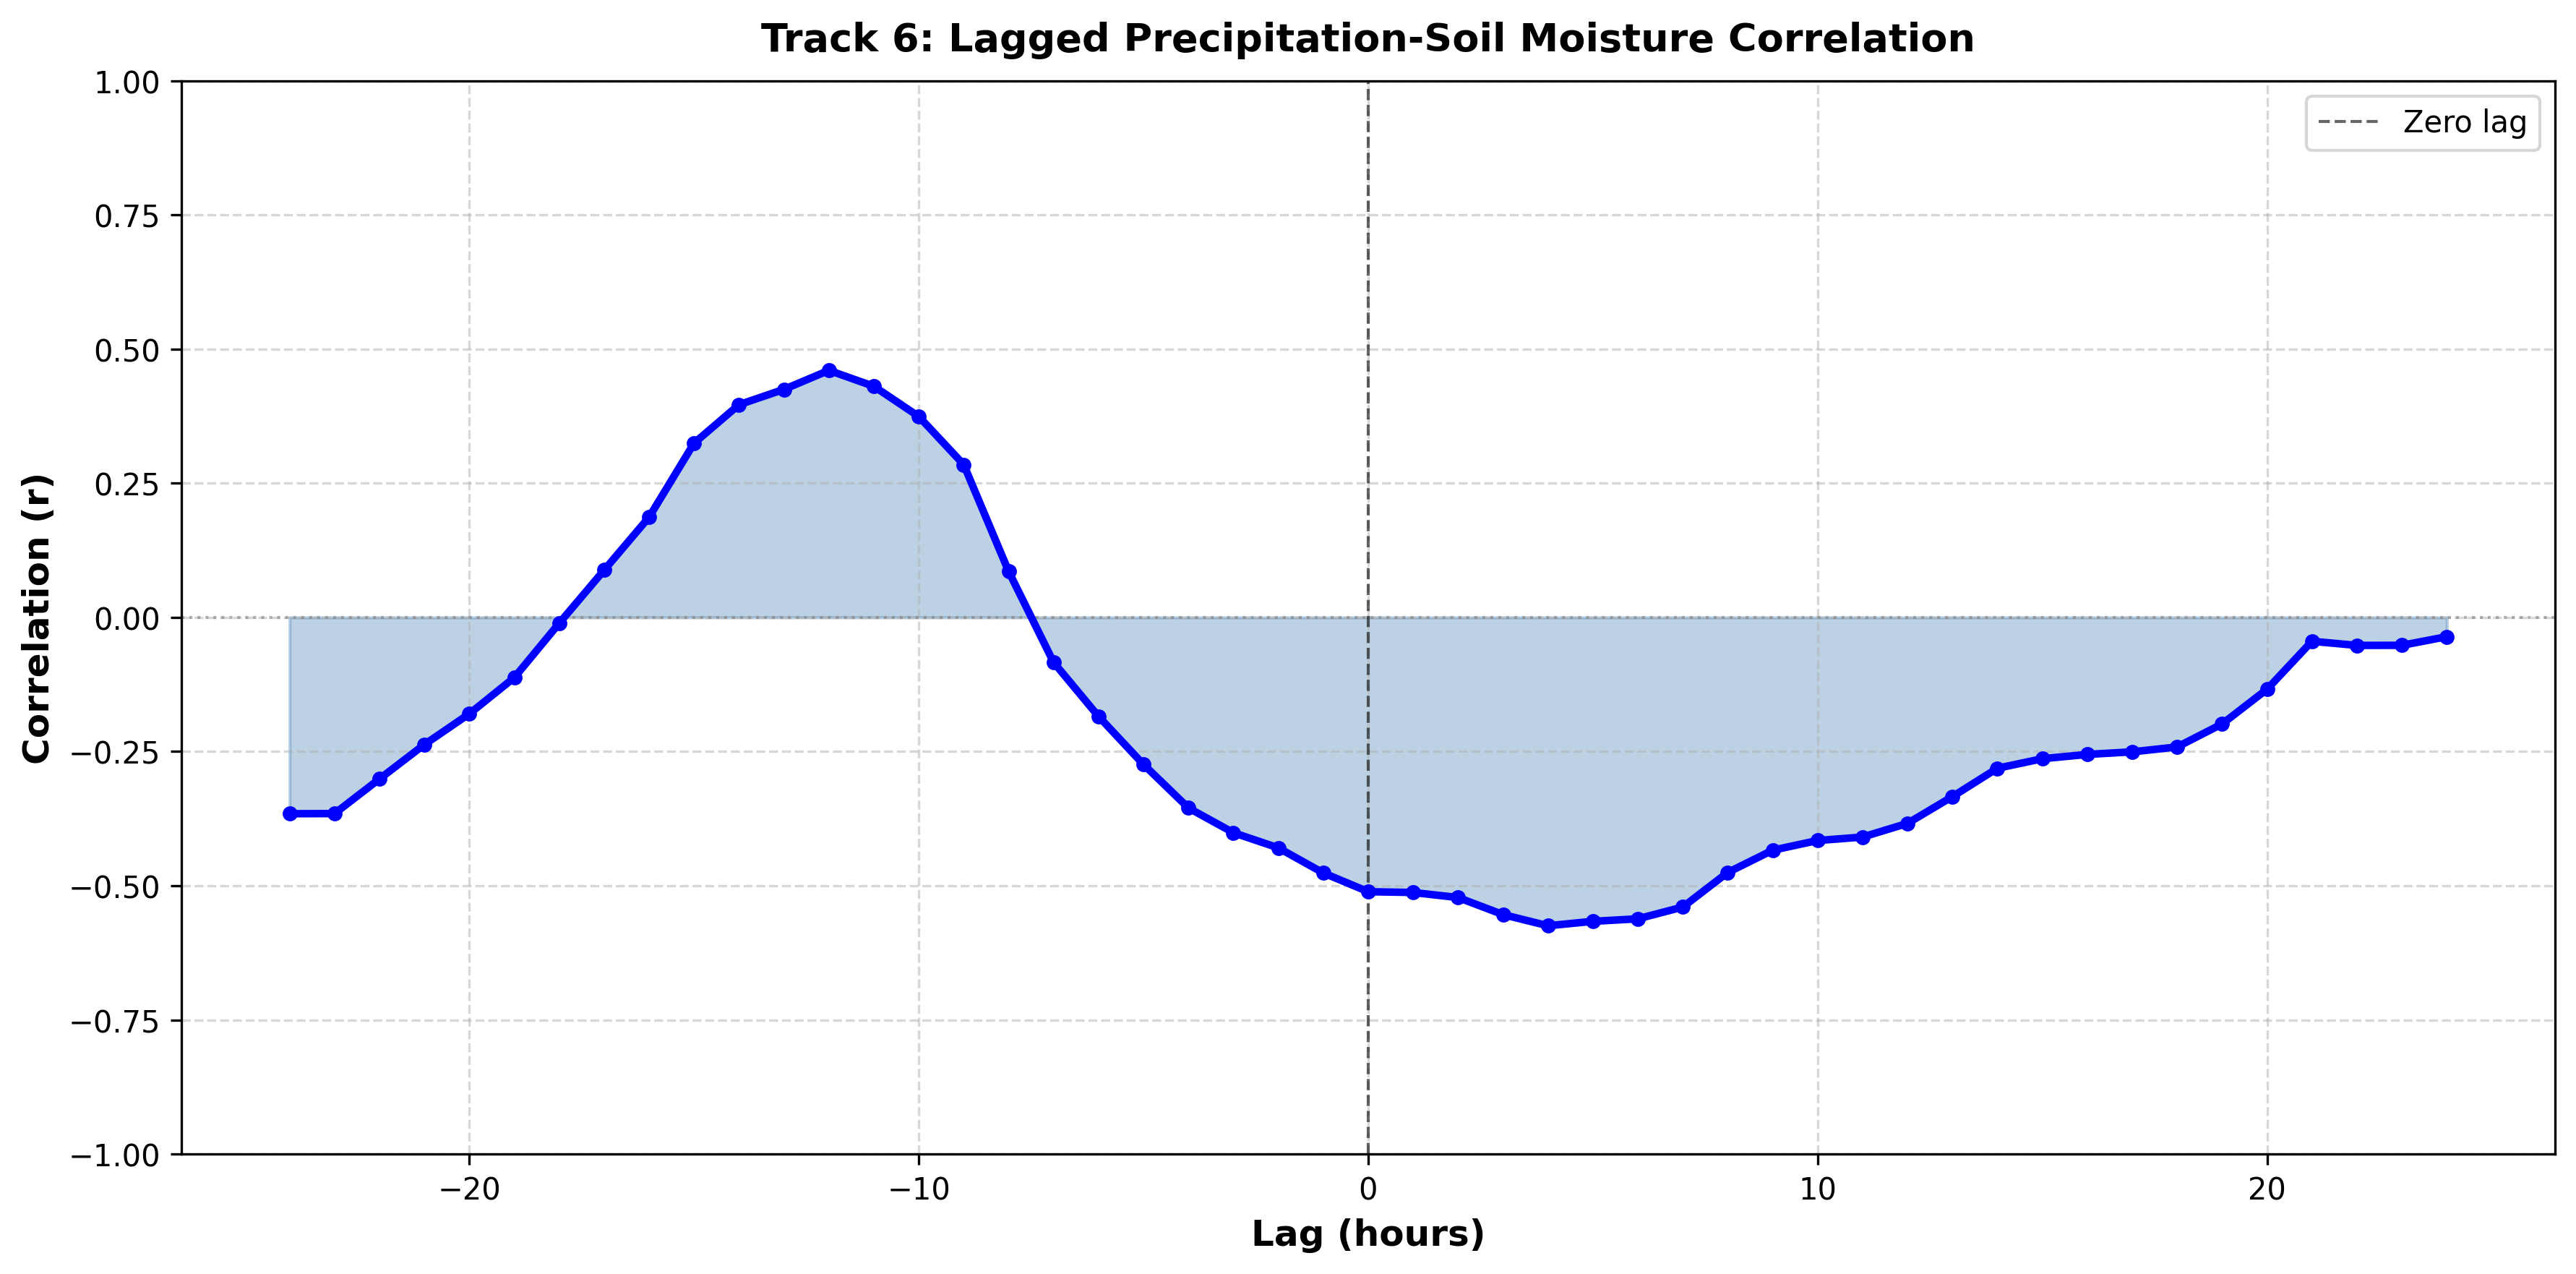 Track 6: Lagged Precipitation-Soil Moisture Correlation
Zero lag
Correlation (r)
1.00
0.75
0.50
0.25
0.00
−0.25
−0.50
−0.75
−1.00
−20 −10 0 10 20
Lag (hours)